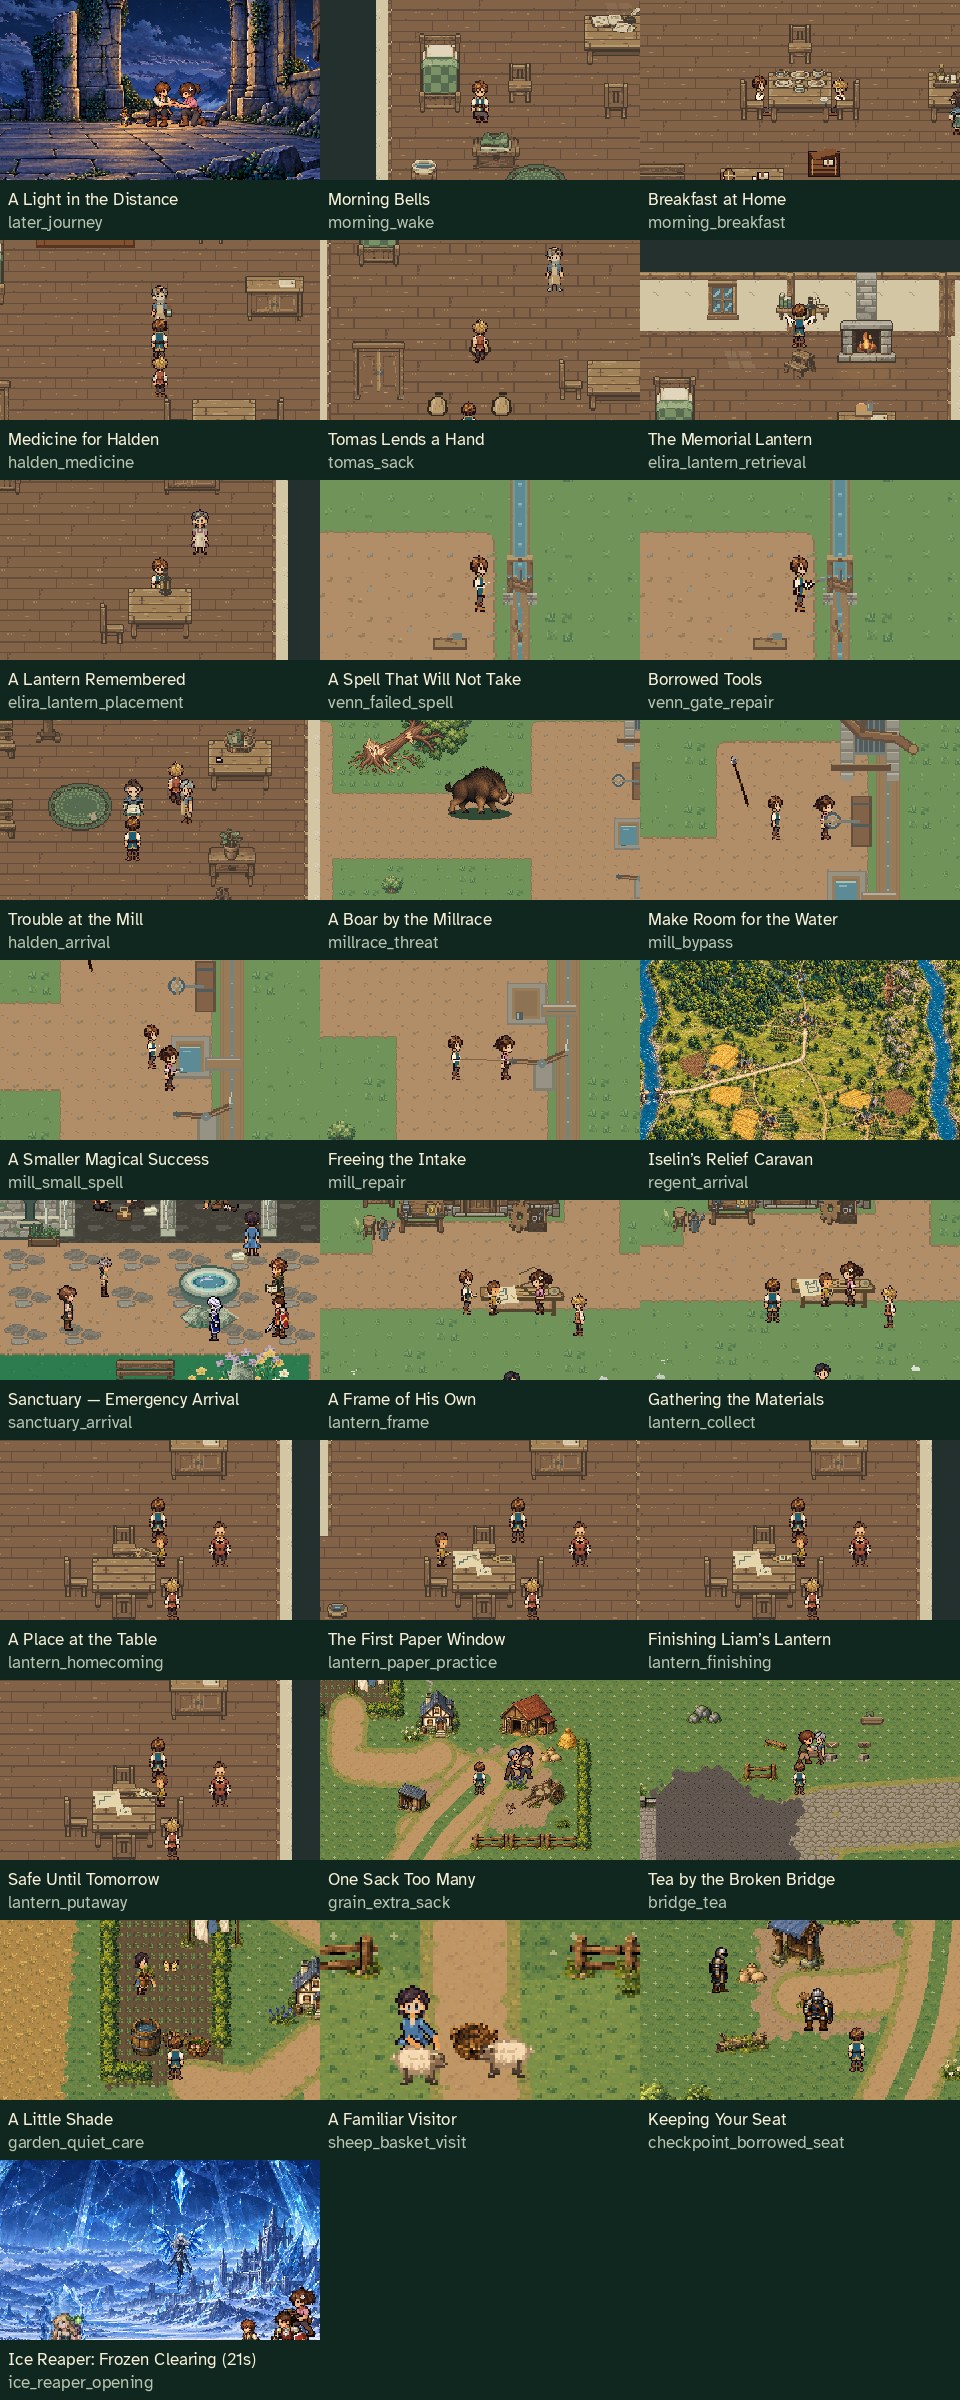 A Light in the Distance
later_journey
Morning Bells
morning_wake
Breakfast at Home
morning_breakfast
Medicine for Halden
halden_medicine
Tomas Lends a Hand
tomas_sack
The Memorial Lantern
elira_lantern_retrieval
A Lantern Remembered
elira_lantern_placement
A Spell That Will Not Take
venn_failed_spell
Borrowed Tools
venn_gate_repair
Trouble at the Mill
halden_arrival
A Boar by the Millrace
millrace_threat
Make Room for the Water
mill_bypass
A Smaller Magical Success
mill_small_spell
Freeing the Intake
mill_repair
Iselin’s Relief Caravan
regent_arrival
Sanctuary — Emergency Arrival
sanctuary_arrival
A Frame of His Own
lantern_frame
Gathering the Materials
lantern_collect
A Place at the Table
lantern_homecoming
The First Paper Window
lantern_paper_practice
Finishing Liam’s Lantern
lantern_finishing
Safe Until Tomorrow
lantern_putaway
One Sack Too Many
grain_extra_sack
Tea by the Broken Bridge
bridge_tea
A Little Shade
garden_quiet_care
A Familiar Visitor
sheep_basket_visit
Keeping Your Seat
checkpoint_borrowed_seat
Ice Reaper: Frozen Clearing (21s)
ice_reaper_opening